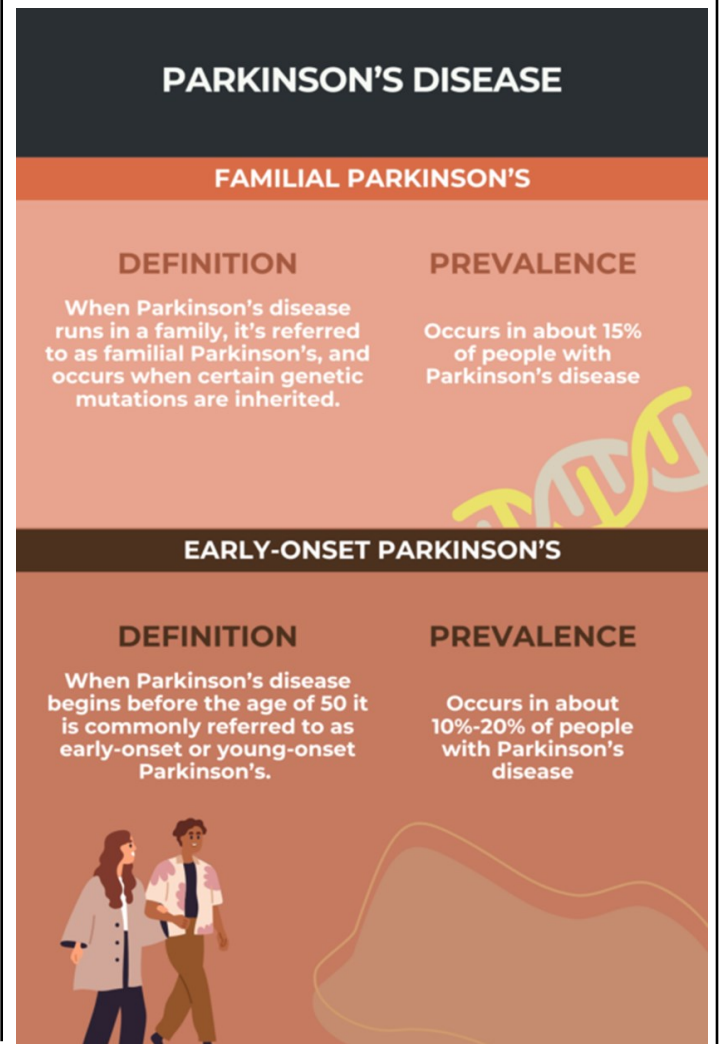 PARKINSON'S DISEASE
FAMILIAL PARKINSON'S
DEFINITION
When Parkinson's disease
runs in a family, it's referred
to as familial Parkinson's, and
occurs when certain genetic
mutations are inherited.
PREVALENCE
Occurs in about 15%
of people with
Parkinson's disease
EARLY-ONSET PARKINSON'S
DEFINITION
When Parkinson's disease
begins before the age of 50 it
is commonly referred to as
early-onset or young-onset
Parkinson's.
PREVALENCE
Occurs in about
10%-20% of people
with Parkinson's
disease